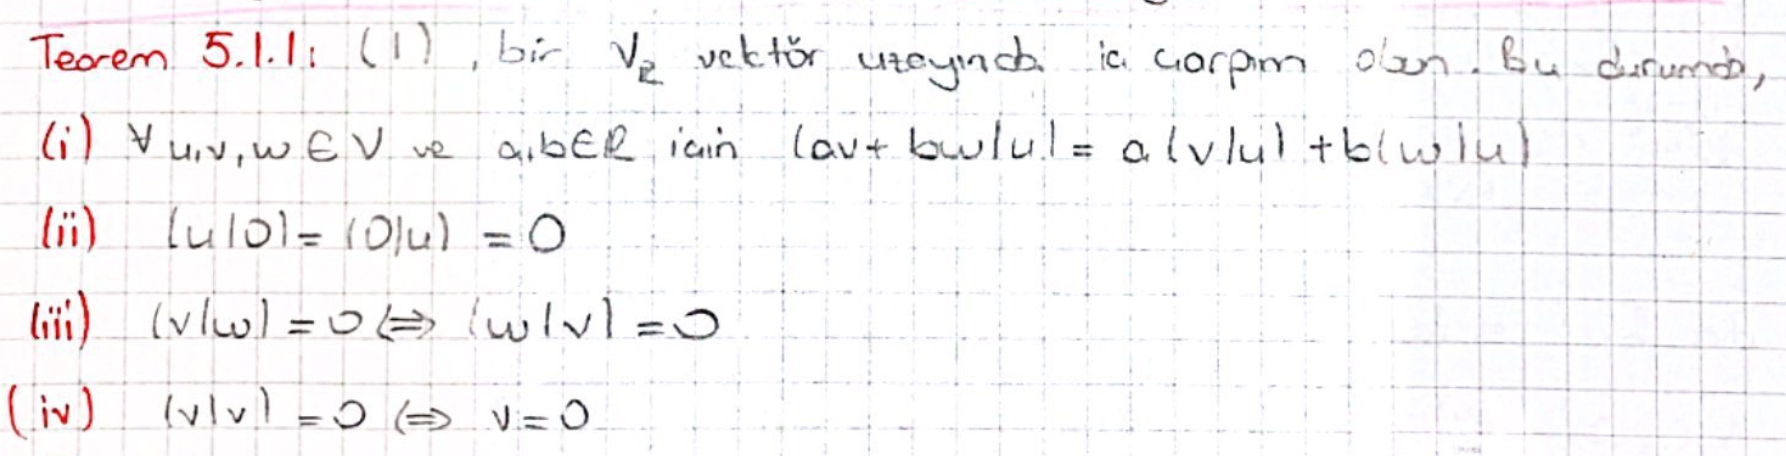 Teorem 5.1.1: (|), bir V_R vektör uzayında iç çarpım olsun. Bu durumda,
(i) ∀ u,v,w ∈ V ve a,b∈R için (av+ bw|u) = a(v|u) + b(w|u)
(ii) (u|0) = (0|u) = 0
(iii) (v|w) = 0 ⇔ (w|v) = 0
(iv) (v|v) = 0 ⇔ v=0